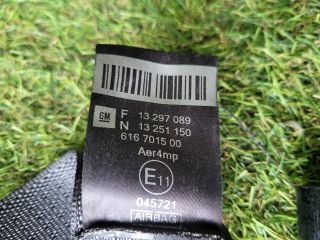 GM F 13 297 089
N 13 251 150
616 7015 00
Aer4mp
E11
045721
AIRBAG